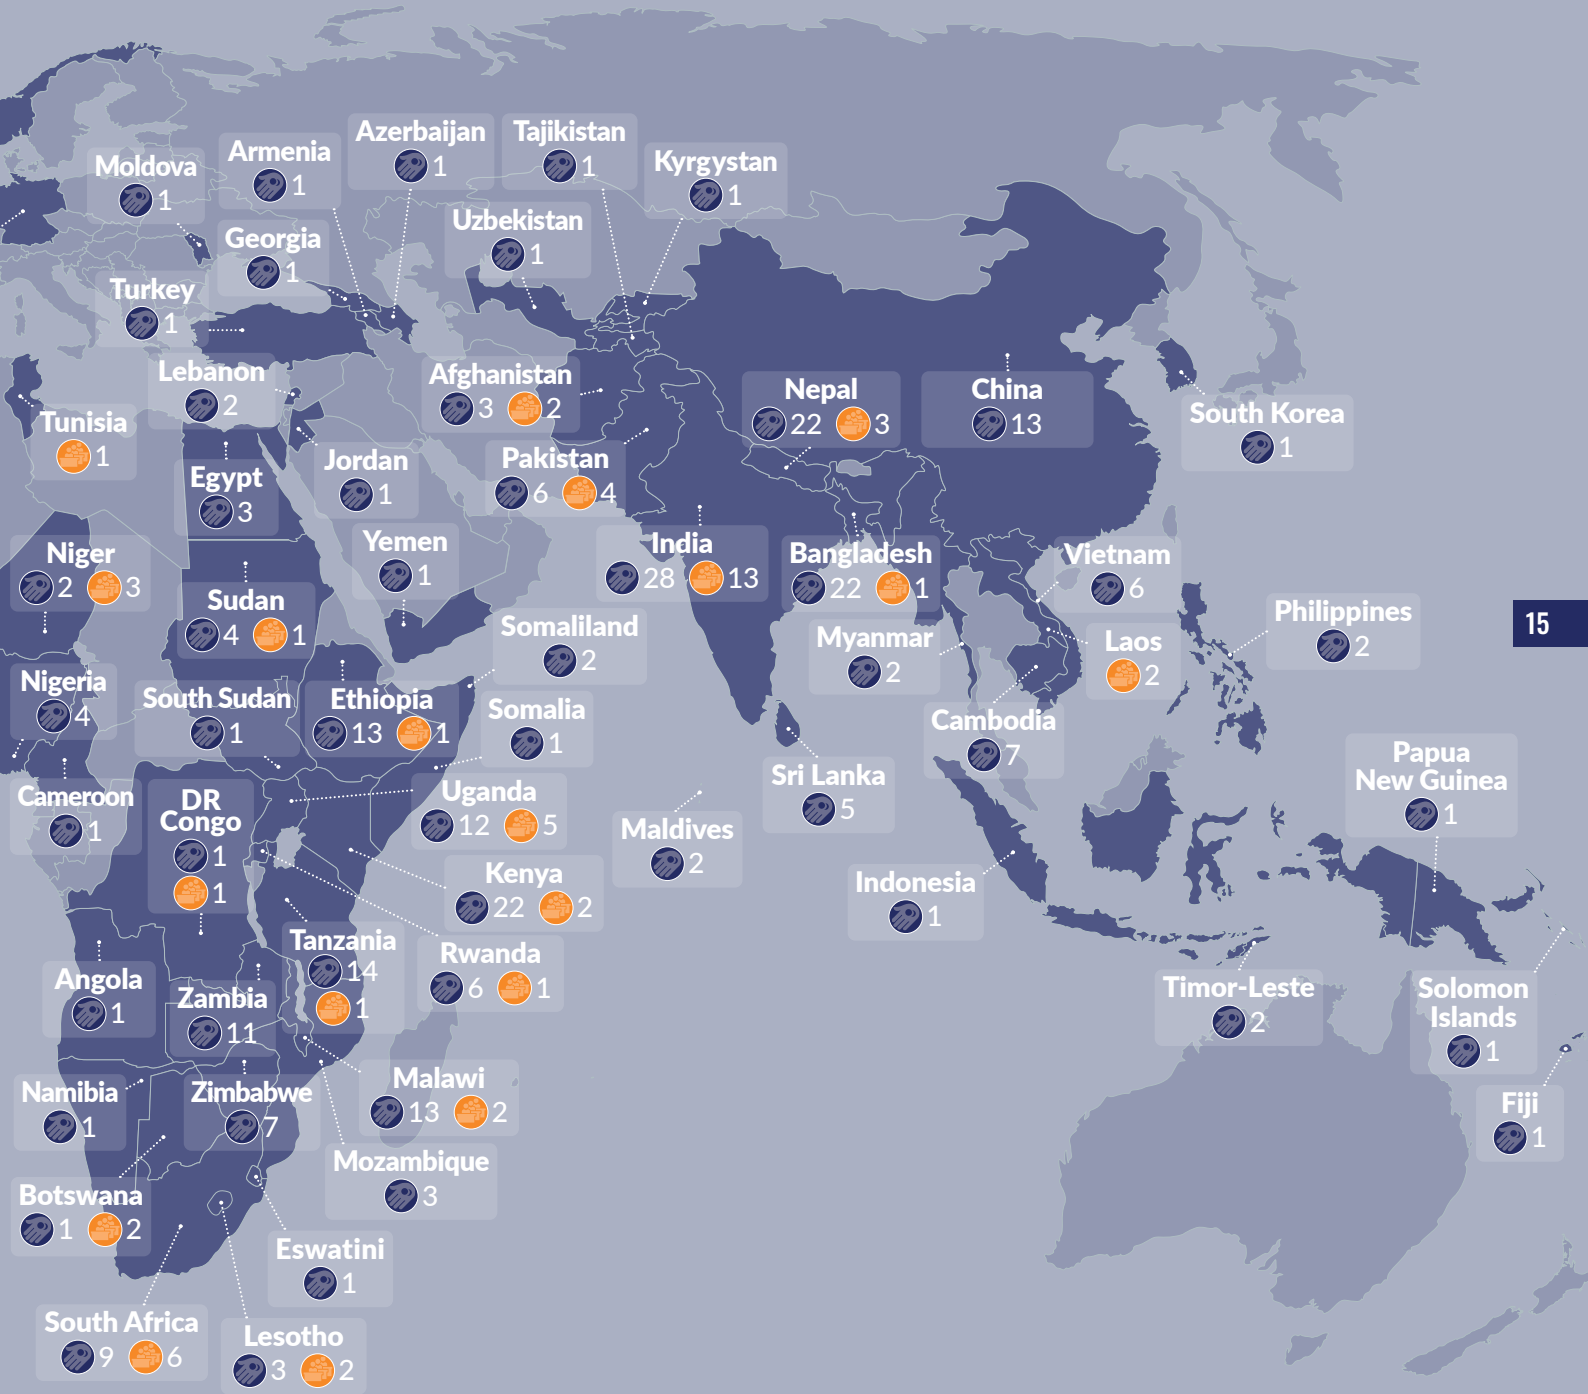 Azerbaijan
1
Tajikistan
1
Armenia
1
Kyrgystan
1
Moldova
1
Uzbekistan
1
Georgia
1
Turkey
1
Lebanon
2
Afghanistan
3 2
Nepal
22 3
China
13
South Korea
1
Tunisia
1
Jordan
1
Pakistan
6 4
Egypt
3
Yemen
1
India
28 13
Bangladesh
22 1
Vietnam
6
Niger
2 3
Sudan
4 1
Somaliland
2
Myanmar
2
Laos
2
Philippines
2
15
Nigeria
4
South Sudan
1
Ethiopia
13 1
Somalia
1
Cambodia
7
Sri Lanka
5
Papua
New Guinea
1
Cameroon
1
DR
Congo
1
1
Uganda
12 5
Maldives
2
Kenya
22 2
Indonesia
1
Tanzania
14
1
Rwanda
6 1
Angola
1
Zambia
11
Timor-Leste
2
Solomon
Islands
1
Namibia
1
Zimbabwe
7
Malawi
13 2
Fiji
1
Mozambique
3
Botswana
1 2
Eswatini
1
South Africa
9 6
Lesotho
3 2